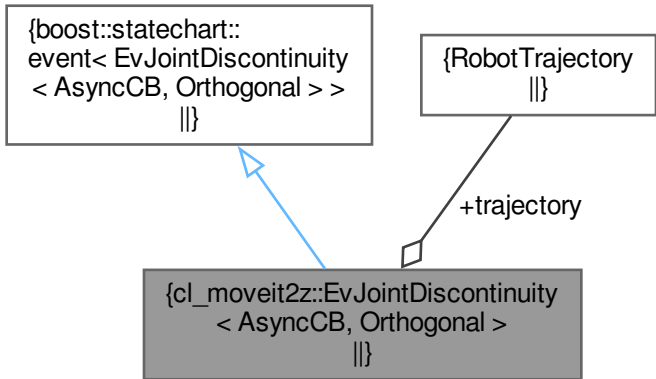 {boost::statechart::
event< EvJointDiscontinuity
< AsyncCB, Orthogonal > >
||}
{RobotTrajectory
||}
+trajectory
{cl_moveit2z::EvJointDiscontinuity
< AsyncCB, Orthogonal >
||}